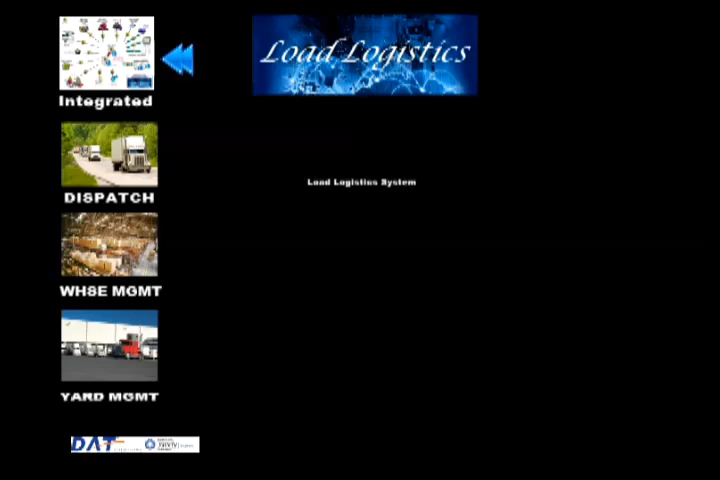 Load Logistics
Integrated
Load Logistics System
DISPATCH
WHSE MGMT
YARD MGMT
DAT